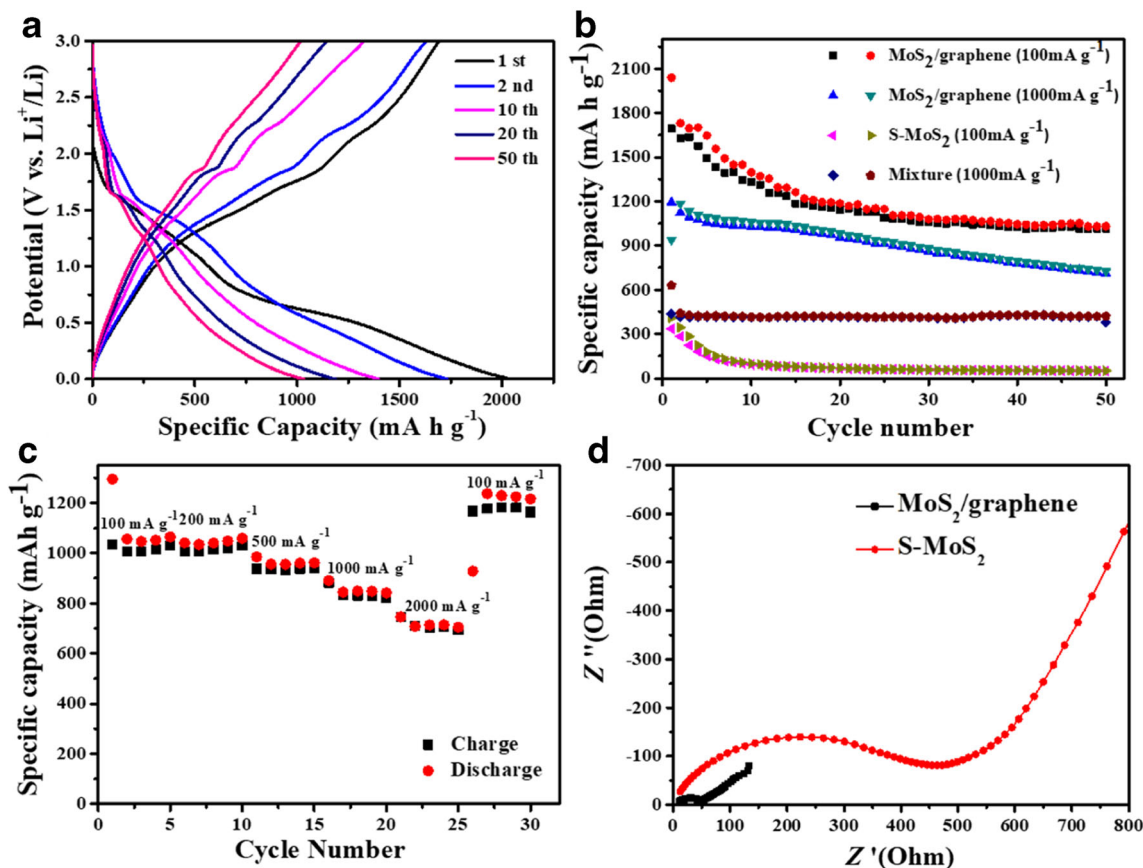 a
3.0
2.5
2.0
1.5
1.0
0.5
0.0
Potential (V vs. Li⁺/Li)
1 st
2 nd
10 th
20 th
50 th
0 500 1000 1500 2000
Specific Capacity (mA h g⁻¹)
b
2100
1800
1500
1200
900
600
300
0
Specific capacity (mA h g⁻¹)
MoS₂/graphene (100mA g⁻¹)
MoS₂/graphene (1000mA g⁻¹)
S-MoS₂ (100mA g⁻¹)
Mixture (1000mA g⁻¹)
0 10 20 30 40 50
Cycle number
c
1200
1000
800
600
400
200
0
Specific capacity (mAh g⁻¹)
100 mA g⁻¹ 200 mA g⁻¹
500 mA g⁻¹
1000 mA g⁻¹
2000 mA g⁻¹
100 mA g⁻¹
Charge
Discharge
0 5 10 15 20 25 30
Cycle Number
d
-700
-600
-500
-400
-300
-200
-100
0
Z ''(Ohm)
MoS₂/graphene
S-MoS₂
0 100 200 300 400 500 600 700 800
Z '(Ohm)